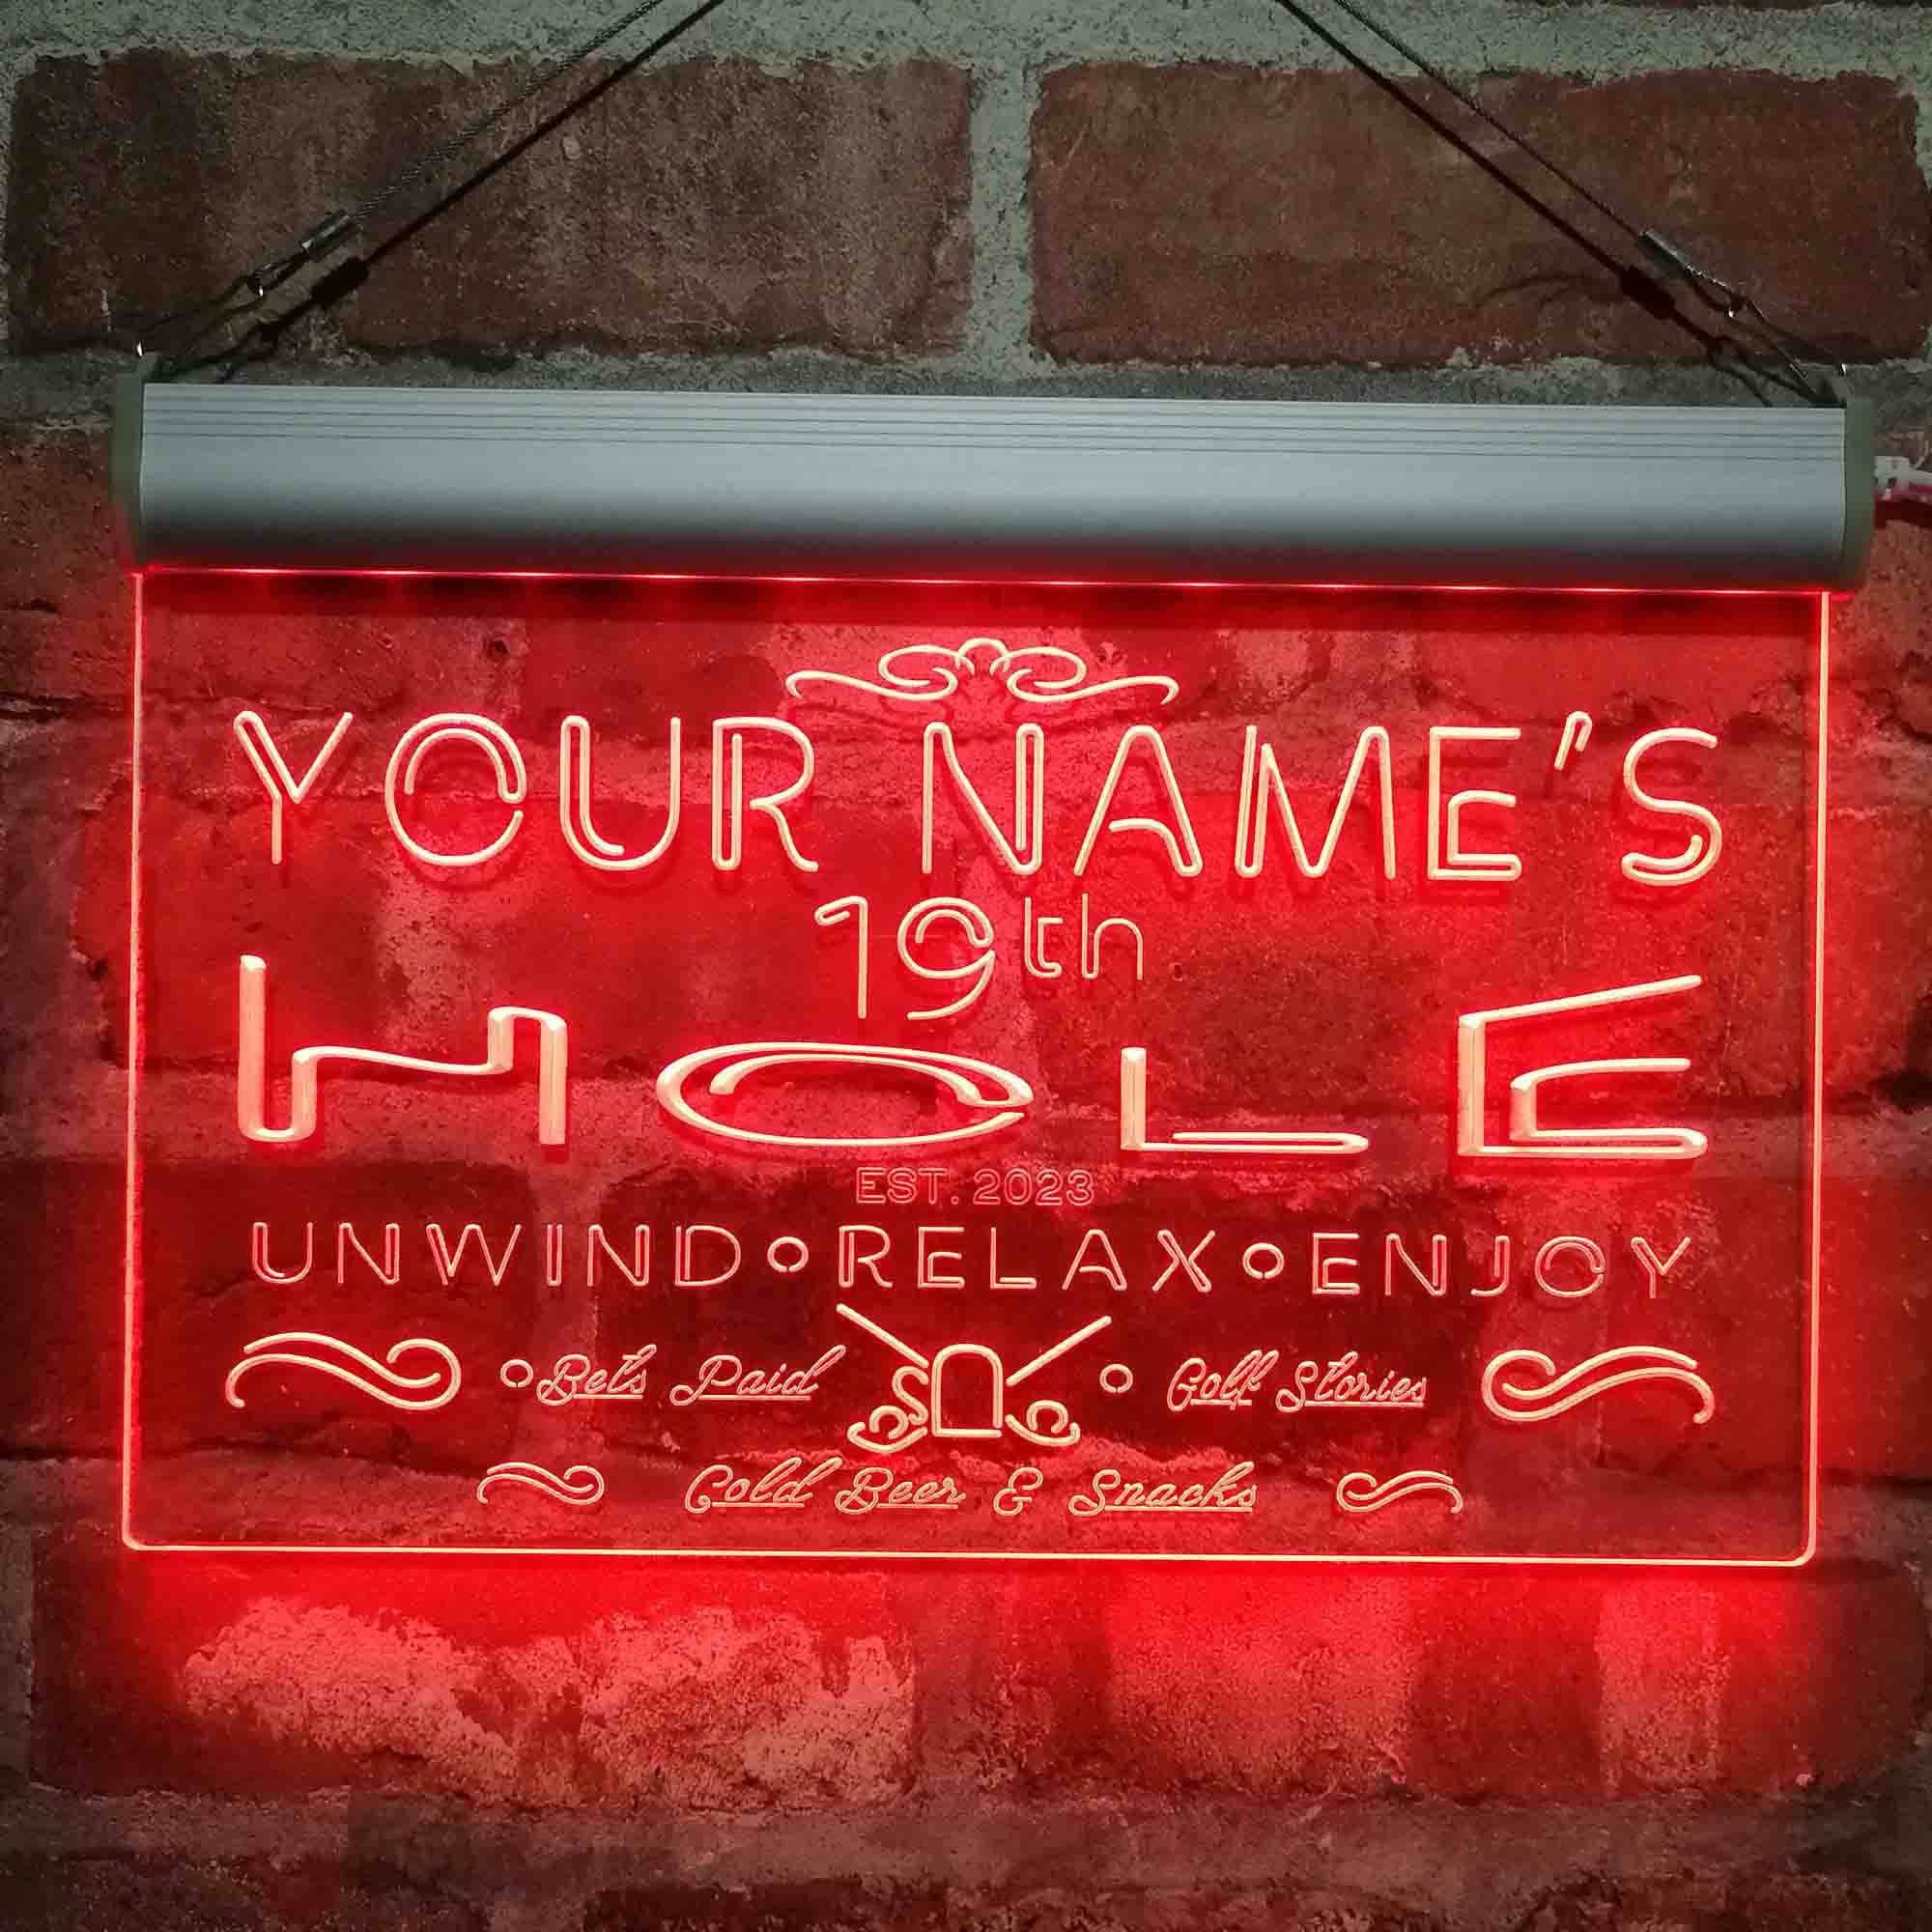 YOUR NAME'S
19th
HOLE
EST. 2023
UNWIND•RELAX•ENJOY
Bets Paid Golf Stories
Cold Beer & Snacks